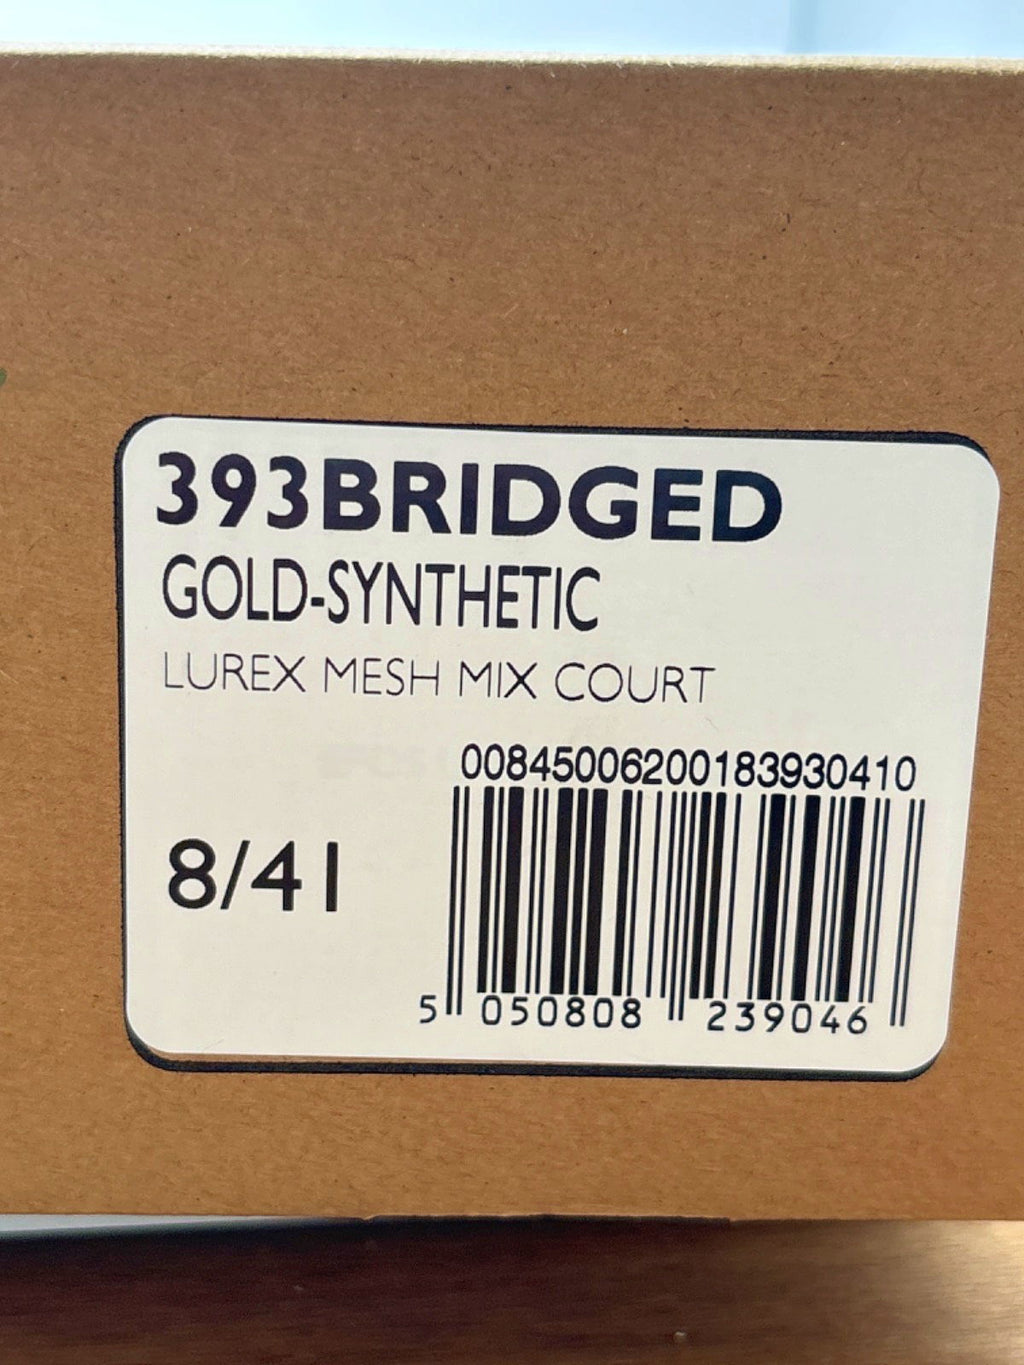 393BRIDGED
GOLD-SYNTHETIC
LUREX MESH MIX COURT
00845006200183930410
8/41
5 050808 239046